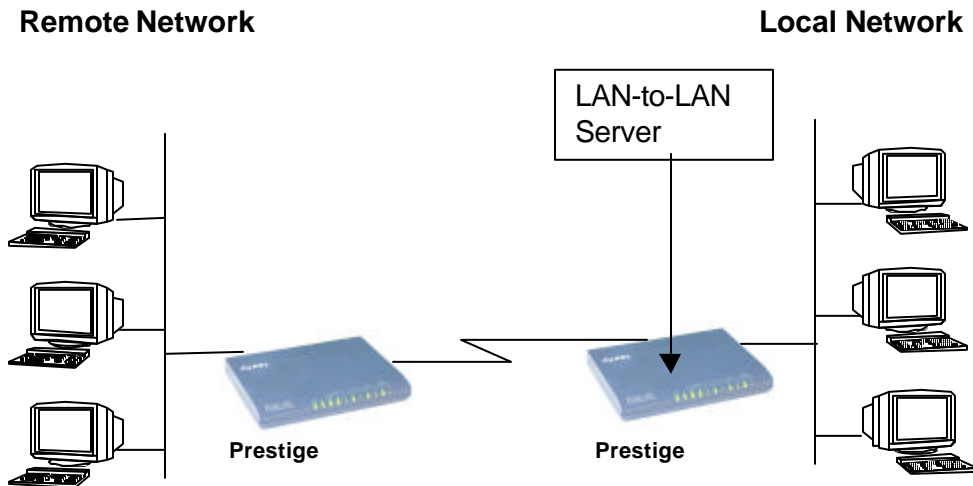 Remote Network
Local Network
LAN-to-LAN
Server
Prestige
Prestige